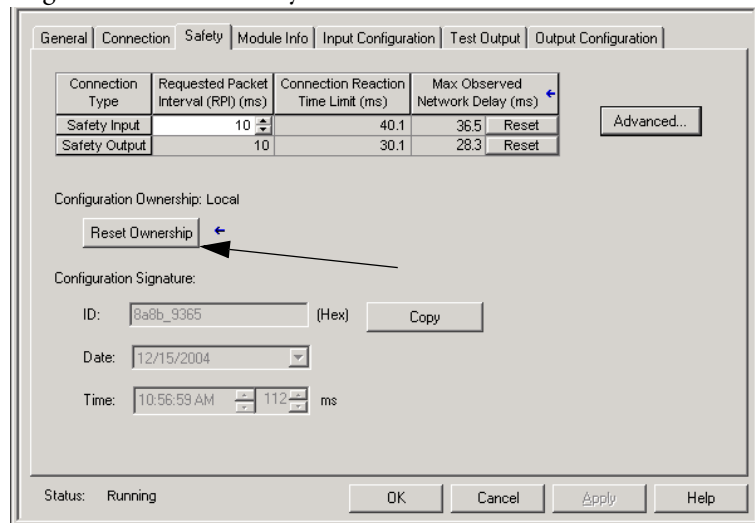 General Connection Safety Module Info Input Configuration Test Output Output Configuration
Connection Type Requested Packet Interval (RPI) (ms) Connection Reaction Time Limit (ms) Max Observed Network Delay (ms)
Safety Input 10 40.1 36.5 Reset
Safety Output 10 30.1 28.3 Reset
Advanced...
Configuration Ownership: Local
Reset Ownership
Configuration Signature:
ID: 8a8b_9365 (Hex) Copy
Date: 12/15/2004
Time: 10:56:59 AM 112 ms
Status: Running OK Cancel Apply Help